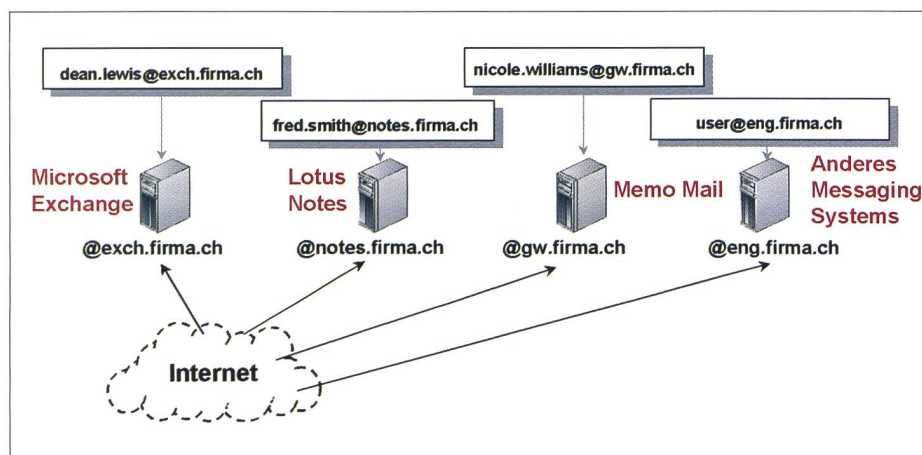 dean.lewis@exch.firma.ch
nicole.williams@gw.firma.ch
fred.smith@notes.firma.ch
user@eng.firma.ch
Microsoft
Exchange
Lotus
Notes
Memo Mail
Anderes
Messaging
Systems
@exch.firma.ch
@notes.firma.ch
@gw.firma.ch
@eng.firma.ch
Internet